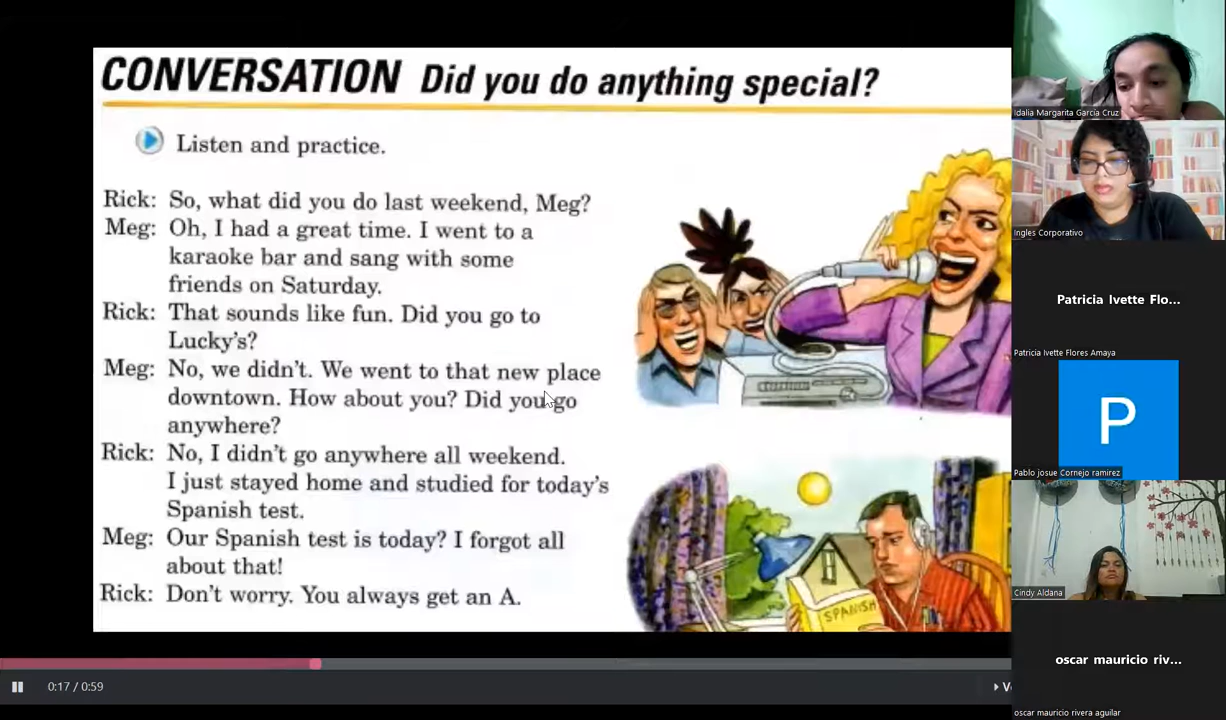 CONVERSATION Did you do anything special?
Listen and practice.
Rick: So, what did you do last weekend, Meg?
Meg: Oh, I had a great time. I went to a
karaoke bar and sang with some
friends on Saturday.
Rick: That sounds like fun. Did you go to
Lucky's?
Meg: No, we didn't. We went to that new place
downtown. How about you? Did you go
anywhere?
Rick: No, I didn't go anywhere all weekend.
I just stayed home and studied for today's
Spanish test.
Meg: Our Spanish test is today? I forgot all
about that!
Rick: Don't worry. You always get an A.
SPANISH
0:17 / 0:59
Idalia Margarita García Cruz
Ingles Corporativo
Patricia Ivette Flo...
Patricia Ivette Flores Amaya
P
Pablo josue Cornejo ramirez
Cindy Aldana
oscar mauricio riv...
oscar mauricio rivera aguilar